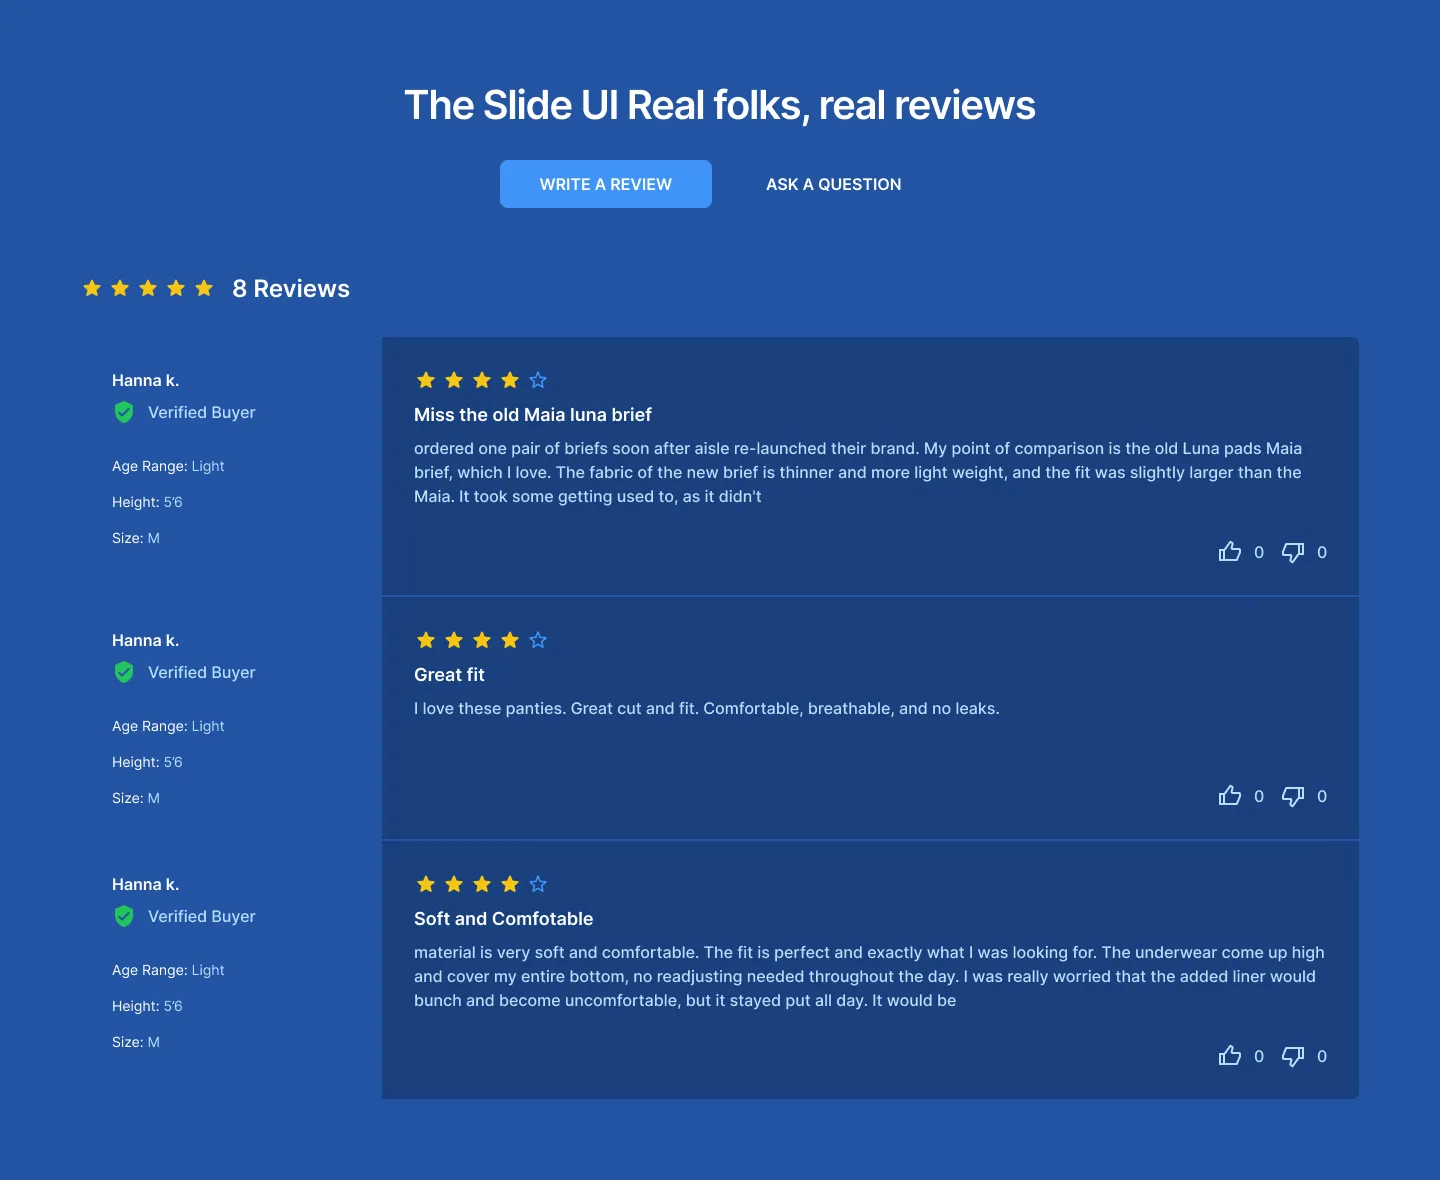 The Slide UI Real folks, real reviews
WRITE A REVIEW
ASK A QUESTION
8 Reviews
Hanna k.
Verified Buyer
Age Range: Light
Height: 5'6
Size: M
Miss the old Maia luna brief
ordered one pair of briefs soon after aisle re-launched their brand. My point of comparison is the old Luna pads Maia
brief, which I love. The fabric of the new brief is thinner and more light weight, and the fit was slightly larger than the
Maia. It took some getting used to, as it didn't
0
0
Hanna k.
Verified Buyer
Age Range: Light
Height: 5'6
Size: M
Great fit
I love these panties. Great cut and fit. Comfortable, breathable, and no leaks.
0
0
Hanna k.
Verified Buyer
Age Range: Light
Height: 5'6
Size: M
Soft and Comfotable
material is very soft and comfortable. The fit is perfect and exactly what I was looking for. The underwear come up high
and cover my entire bottom, no readjusting needed throughout the day. I was really worried that the added liner would
bunch and become uncomfortable, but it stayed put all day. It would be
0
0